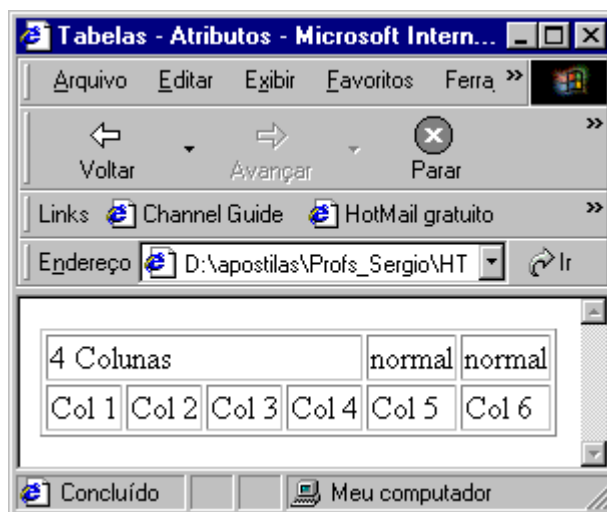 Tabelas - Atributos - Microsoft Intern...
Arquivo Editar Exibir Favoritos Ferra »
Voltar Avançar Parar »
Links Channel Guide HotMail gratuito »
Endereço D:\apostilas\Profs_Sergio\HT Ir
4 Colunas normal normal
Col 1 Col 2 Col 3 Col 4 Col 5 Col 6
Concluído Meu computador